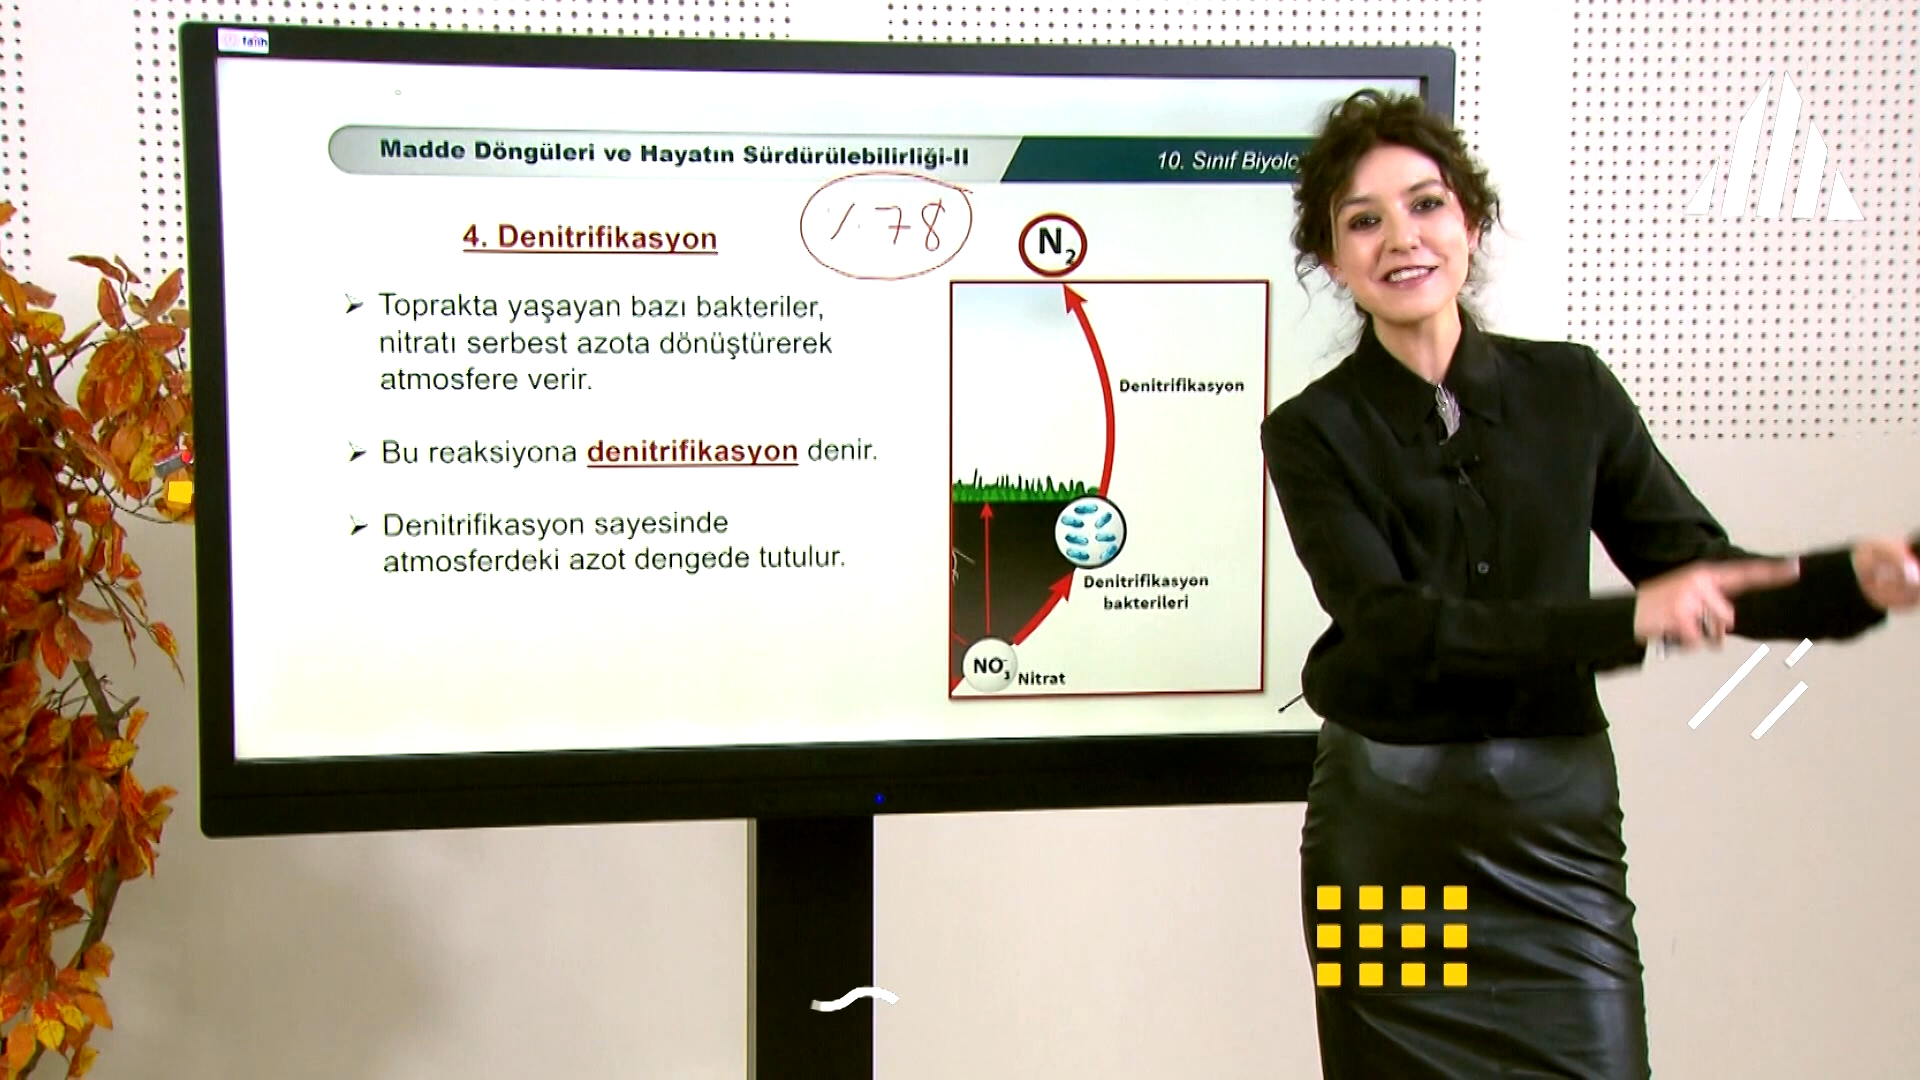 fatih
Madde Döngüleri ve Hayatın Sürdürülebilirliği-II
10. Sınıf Biyoloj
4. Denitrifikasyon
% 78
N2
➢ Toprakta yaşayan bazı bakteriler,
nitratı serbest azota dönüştürerek
atmosfere verir.
➢ Bu reaksiyona denitrifikasyon denir.
➢ Denitrifikasyon sayesinde
atmosferdeki azot dengede tutulur.
Denitrifikasyon
Denitrifikasyon
bakterileri
NO3- Nitrat